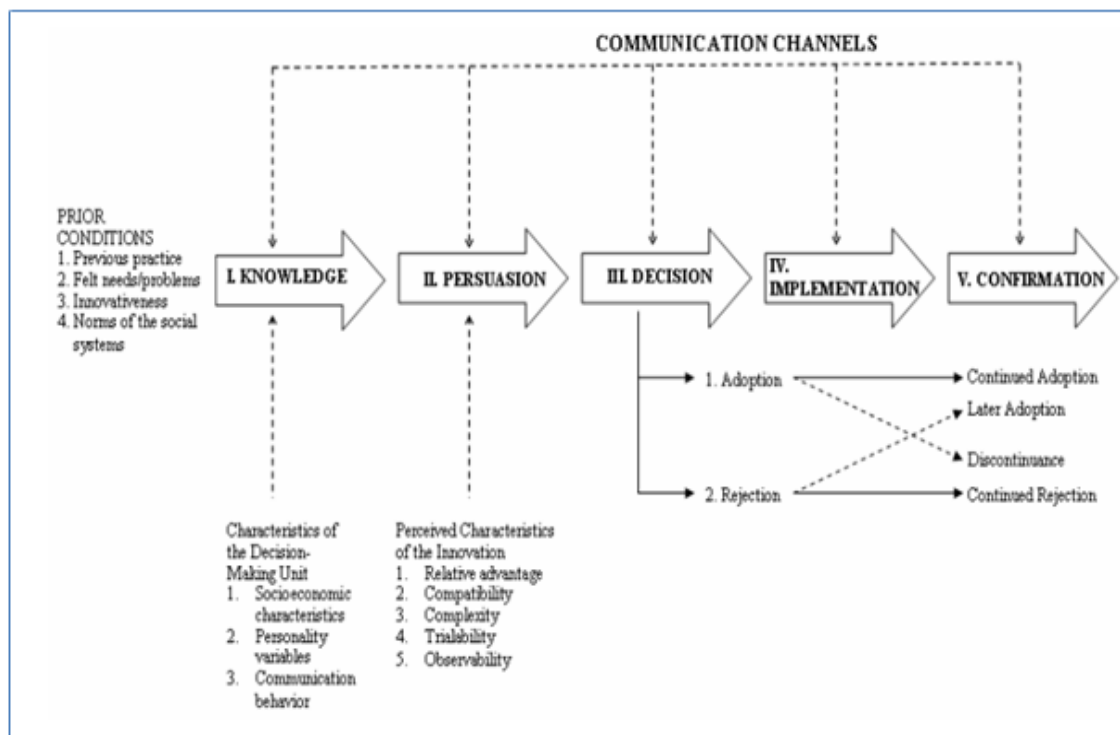 COMMUNICATION CHANNELS
PRIOR
CONDITIONS
1. Previous practice
2. Felt needs/problems
3. Innovativeness
4. Norms of the social
systems
I. KNOWLEDGE
II. PERSUASION
III. DECISION
IV.
IMPLEMENTATION
V. CONFIRMATION
1. Adoption
2. Rejection
Continued Adoption
Later Adoption
Discontinuance
Continued Rejection
Characteristics of
the Decision-
Making Unit
1. Socioeconomic
characteristics
2. Personality
variables
3. Communication
behavior
Perceived Characteristics
of the Innovation
1. Relative advantage
2. Compatibility
3. Complexity
4. Trialability
5. Observability